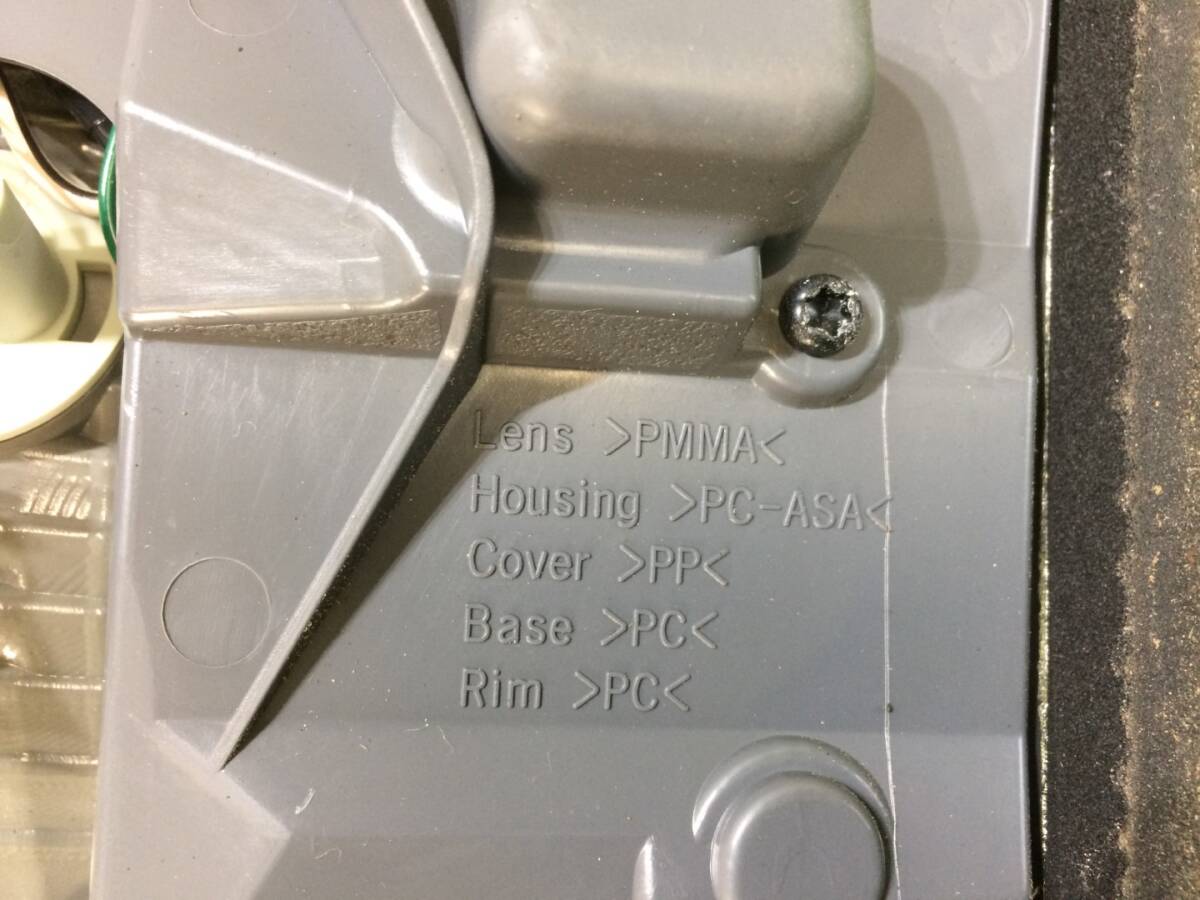 Lens >PMMA<
Housing >PC-ASA<
Cover >PP<
Base >PC<
Rim >PC<